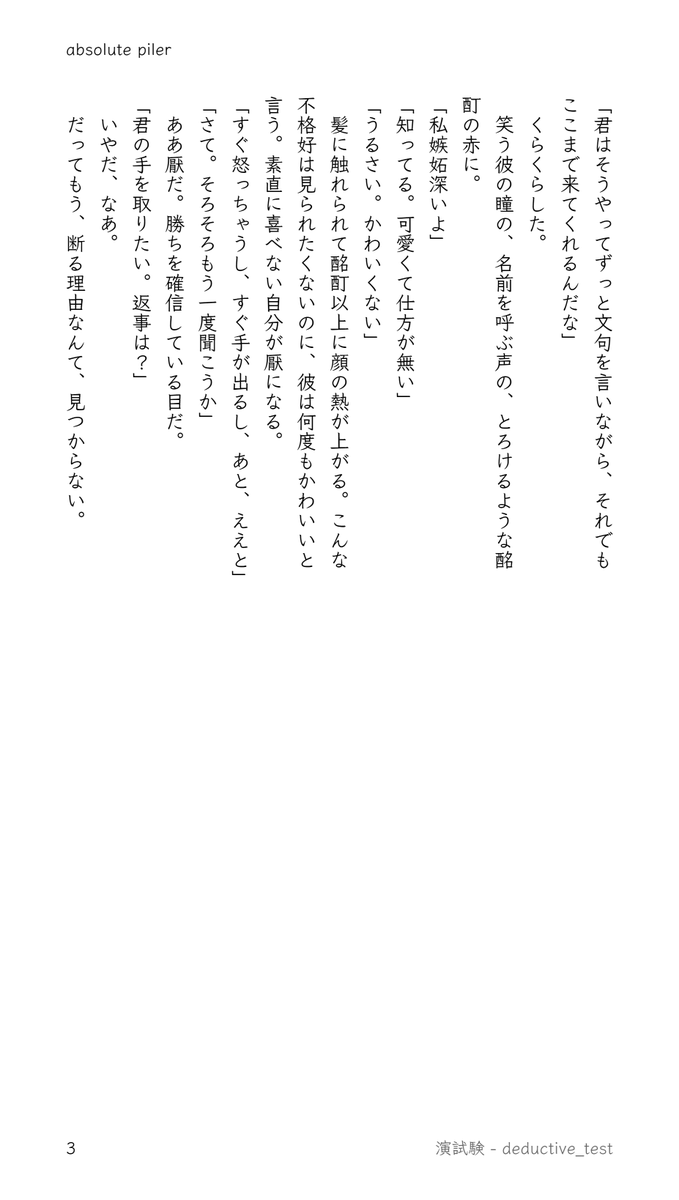 absolute piler
「君はそうやってずっと文句を言いながら、それでも
ここまで来てくれるんだな」
くらくらした。
笑う彼の瞳の、名前を呼ぶ声の、とろけるような酩
酊の赤に。
「私嫉妬深いよ」
「知ってる。可愛くて仕方が無い」
「うるさい。かわいくない」
髪に触れられて酩酊以上に顔の熱が上がる。こんな
不格好は見られたくないのに、彼は何度もかわいいと
言う。素直に喜べない自分が厭になる。
「すぐ怒っちゃうし、すぐ手が出るし、あと、ええと」
「さて。そろそろもう一度聞こうか」
ああ厭だ。勝ちを確信している目だ。
「君の手を取りたい。返事は？」
いやだ、なあ。
だってもう、断る理由なんて、見つからない。
3
演試験 - deductive_test